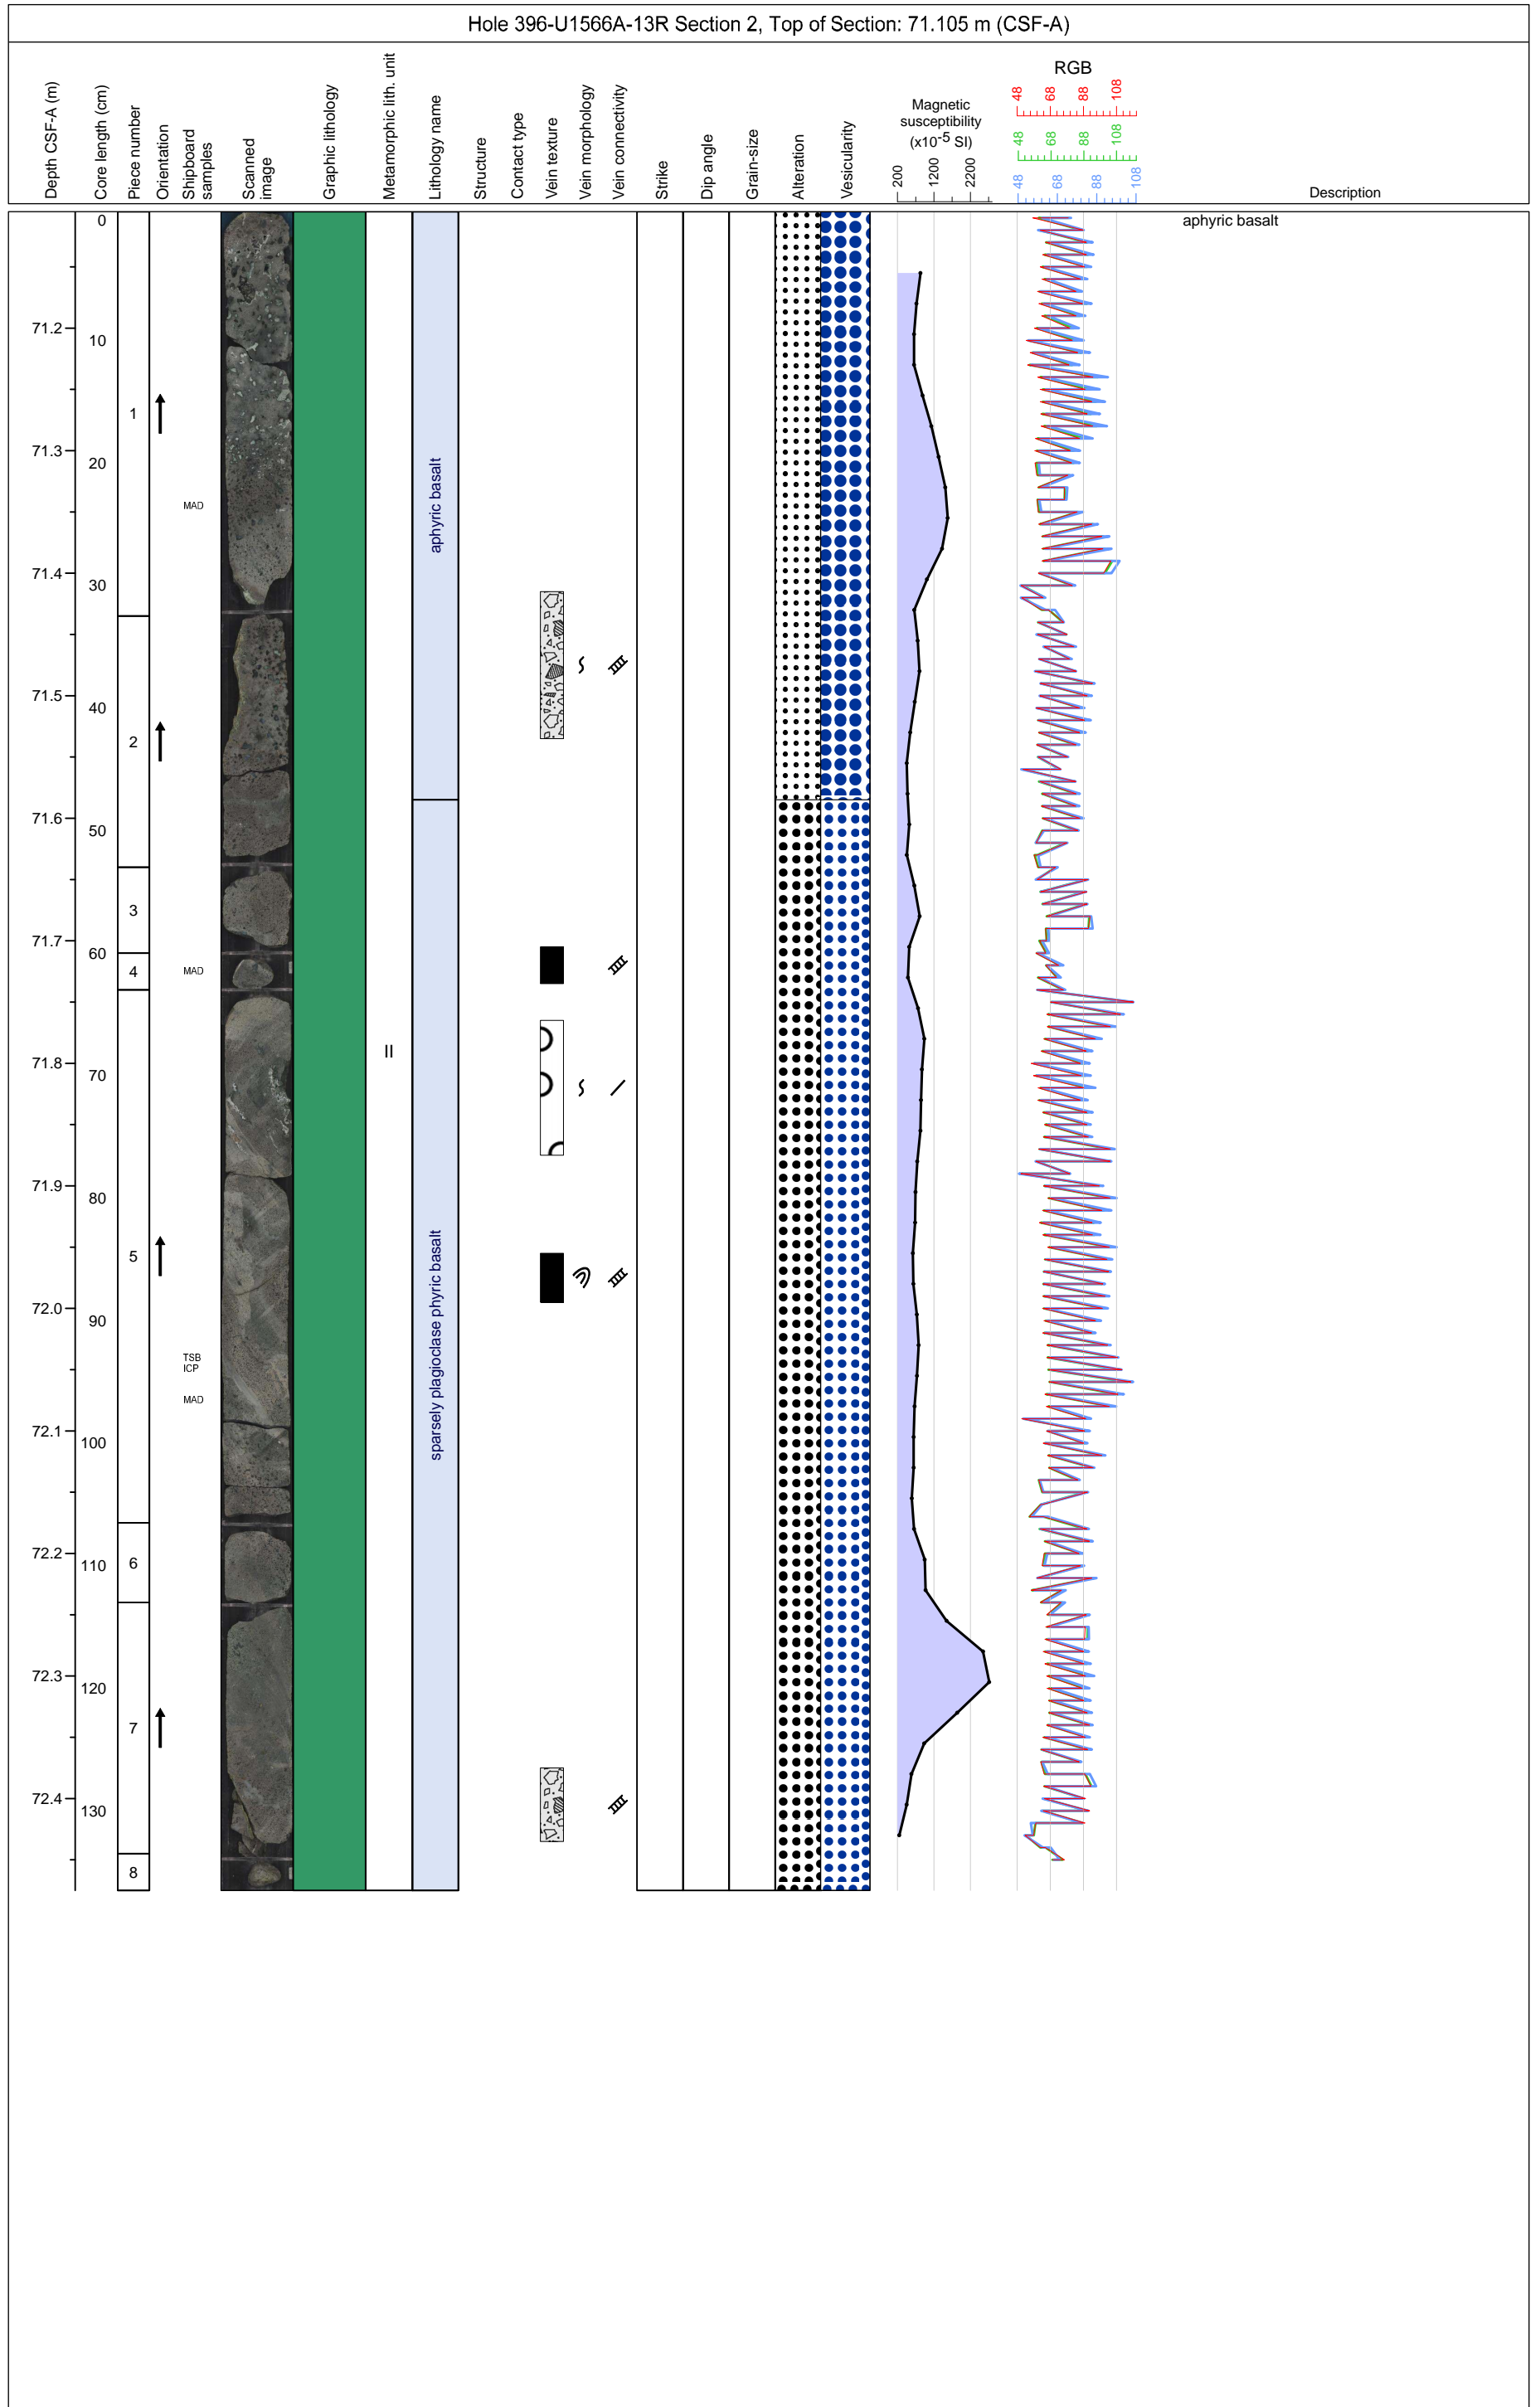 Hole 396-U1566A-13R Section 2, Top of Section: 71.105 m (CSF-A)
Depth CSF-A (m)
Core length (cm)
Piece number
Orientation
Shipboard
samples
Scanned
image
Graphic lithology
Metamorphic lith. unit
Lithology name
Structure
Contact type
Vein texture
Vein morphology
Vein connectivity
Strike
Dip angle
Grain-size
Alteration
Vesicularity
Magnetic
susceptibility
(x10-5 SI)
200 1200 2200
RGB
48 68 88 108
48 68 88 108
48 68 88 108
Description
0
aphyric basalt
71.2
10
1
71.3
20
MAD
aphyric basalt
71.4
30
71.5
40
2
71.6
50
3
71.7
60
4
MAD
II
71.8
70
71.9
80
5
72.0
90
TSB
ICP
MAD
sparsely plagioclase phyric basalt
72.1
100
72.2
110
6
72.3
120
7
72.4
130
8